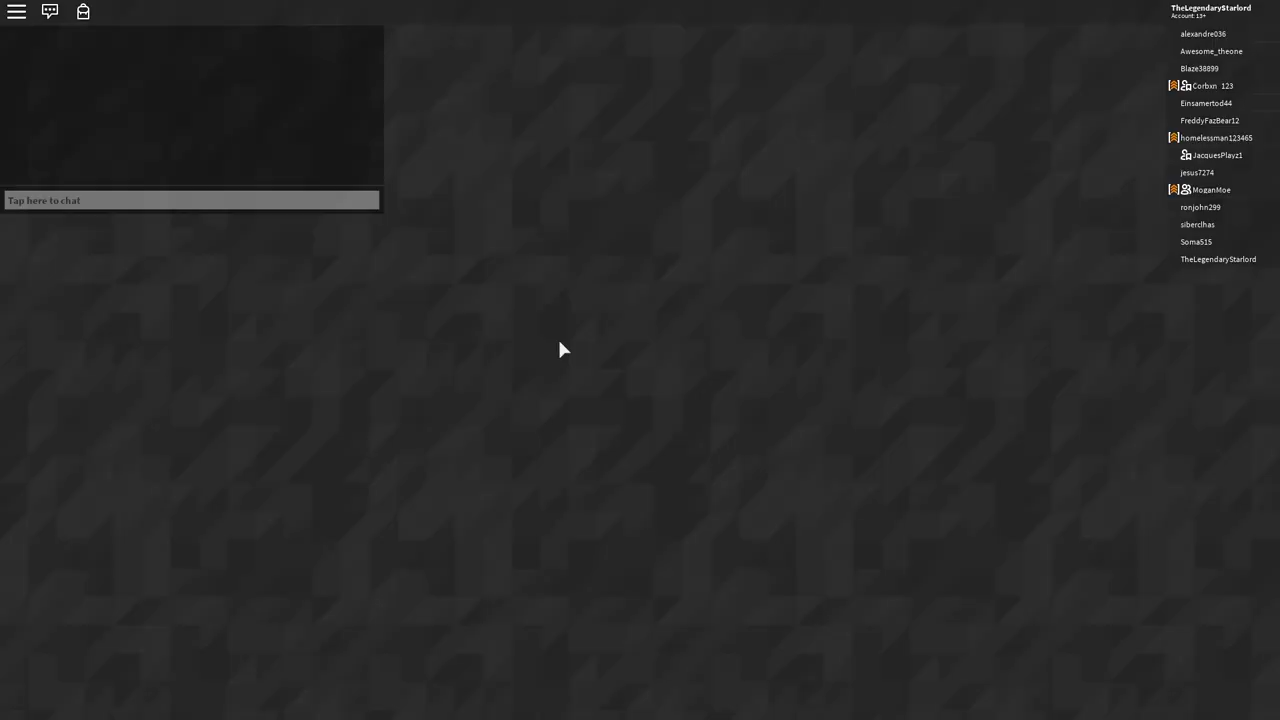 TheLegendaryStarlord
Account: 13+
alexandre036
Awesome_theone
Blaze38899
Corbxn_123
Einsamertod44
FreddyFazBear12
homelessman123465
JacquesPlayz1
jesus7274
MoganMoe
ronjohn299
siberclhas
Soma515
TheLegendaryStarlord
Tap here to chat